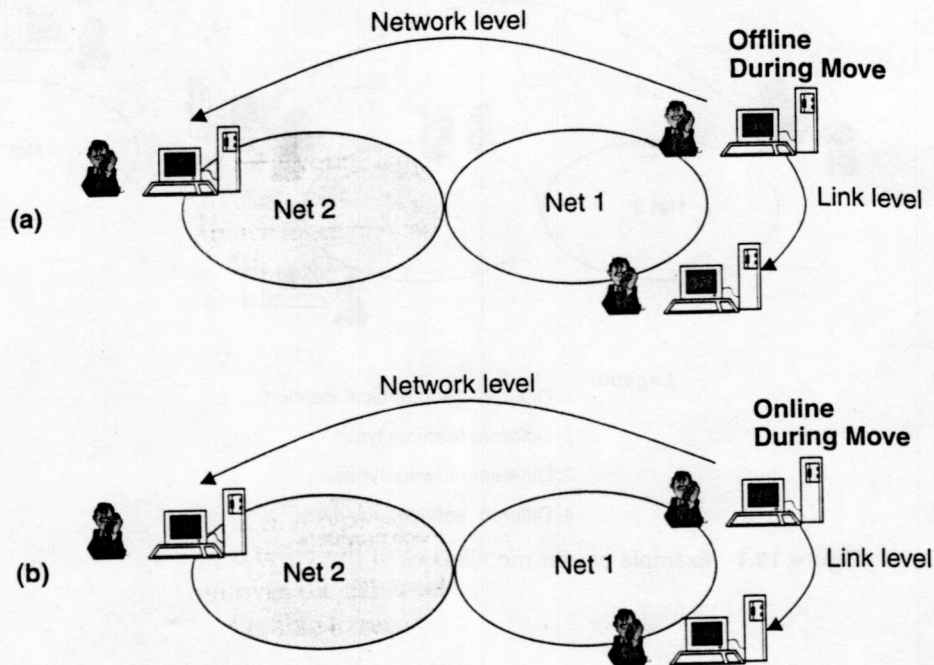 Network level
Offline
During Move
Net 2
Net 1
Link level
(a)
Network level
Online
During Move
Net 2
Net 1
Link level
(b)